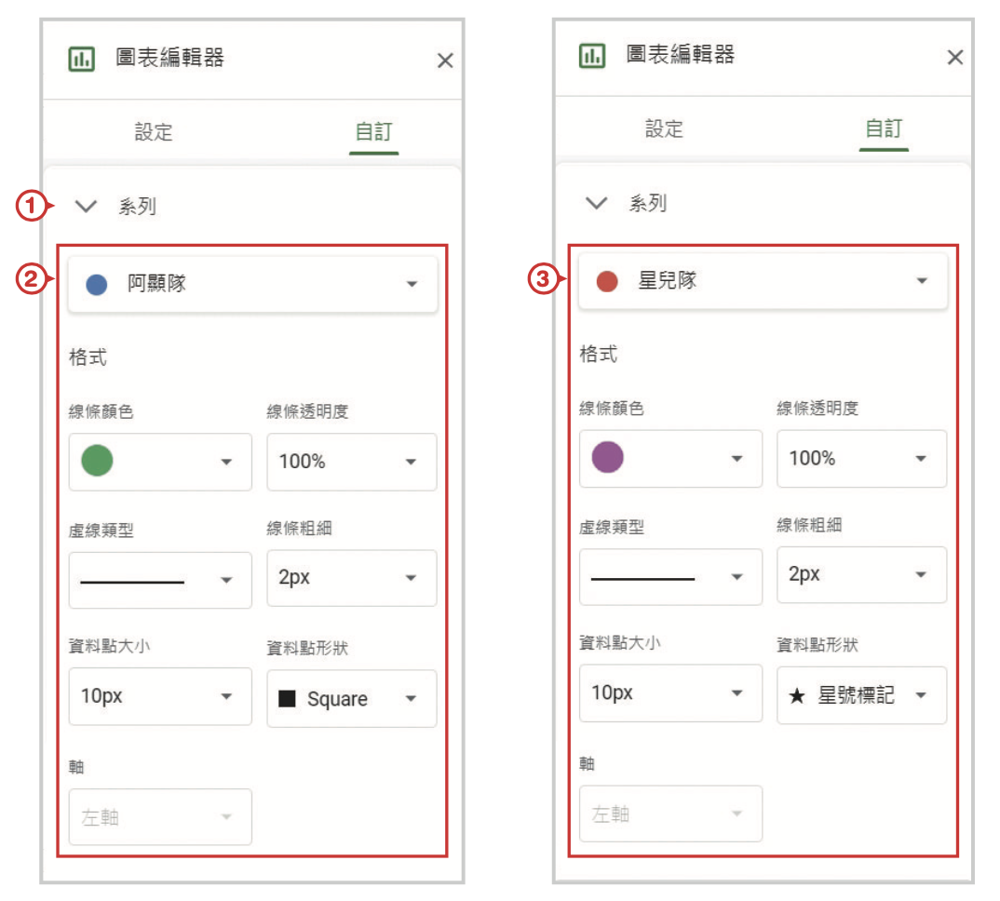 圖表編輯器
設定 自訂
1 系列
2 阿顯隊
格式
線條顏色 線條透明度
100%
虛線類型 線條粗細
2px
資料點大小 資料點形狀
10px Square
軸
左軸
圖表編輯器
設定 自訂
系列
3 星兒隊
格式
線條顏色 線條透明度
100%
虛線類型 線條粗細
2px
資料點大小 資料點形狀
10px 星號標記
軸
左軸